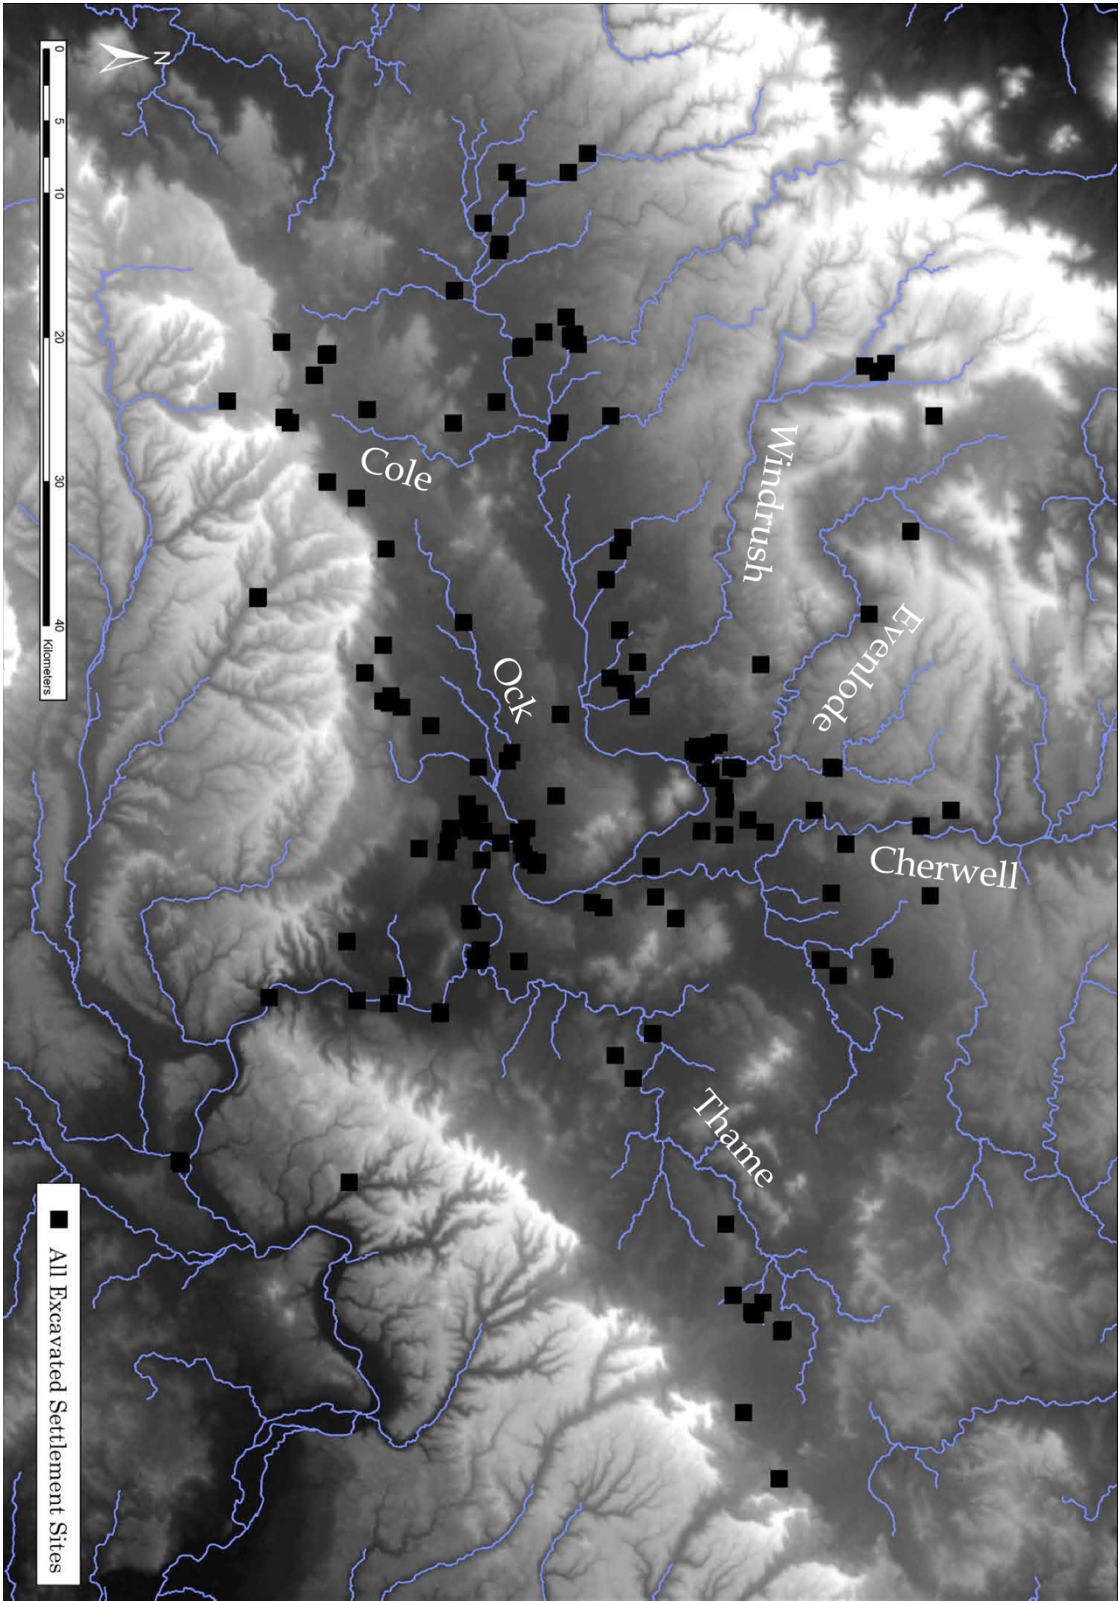 Windrush
Evenlode
Cherwell
Cole
Ock
Thame
N
0 5 10 20 30 40
Kilometers
All Excavated Settlement Sites